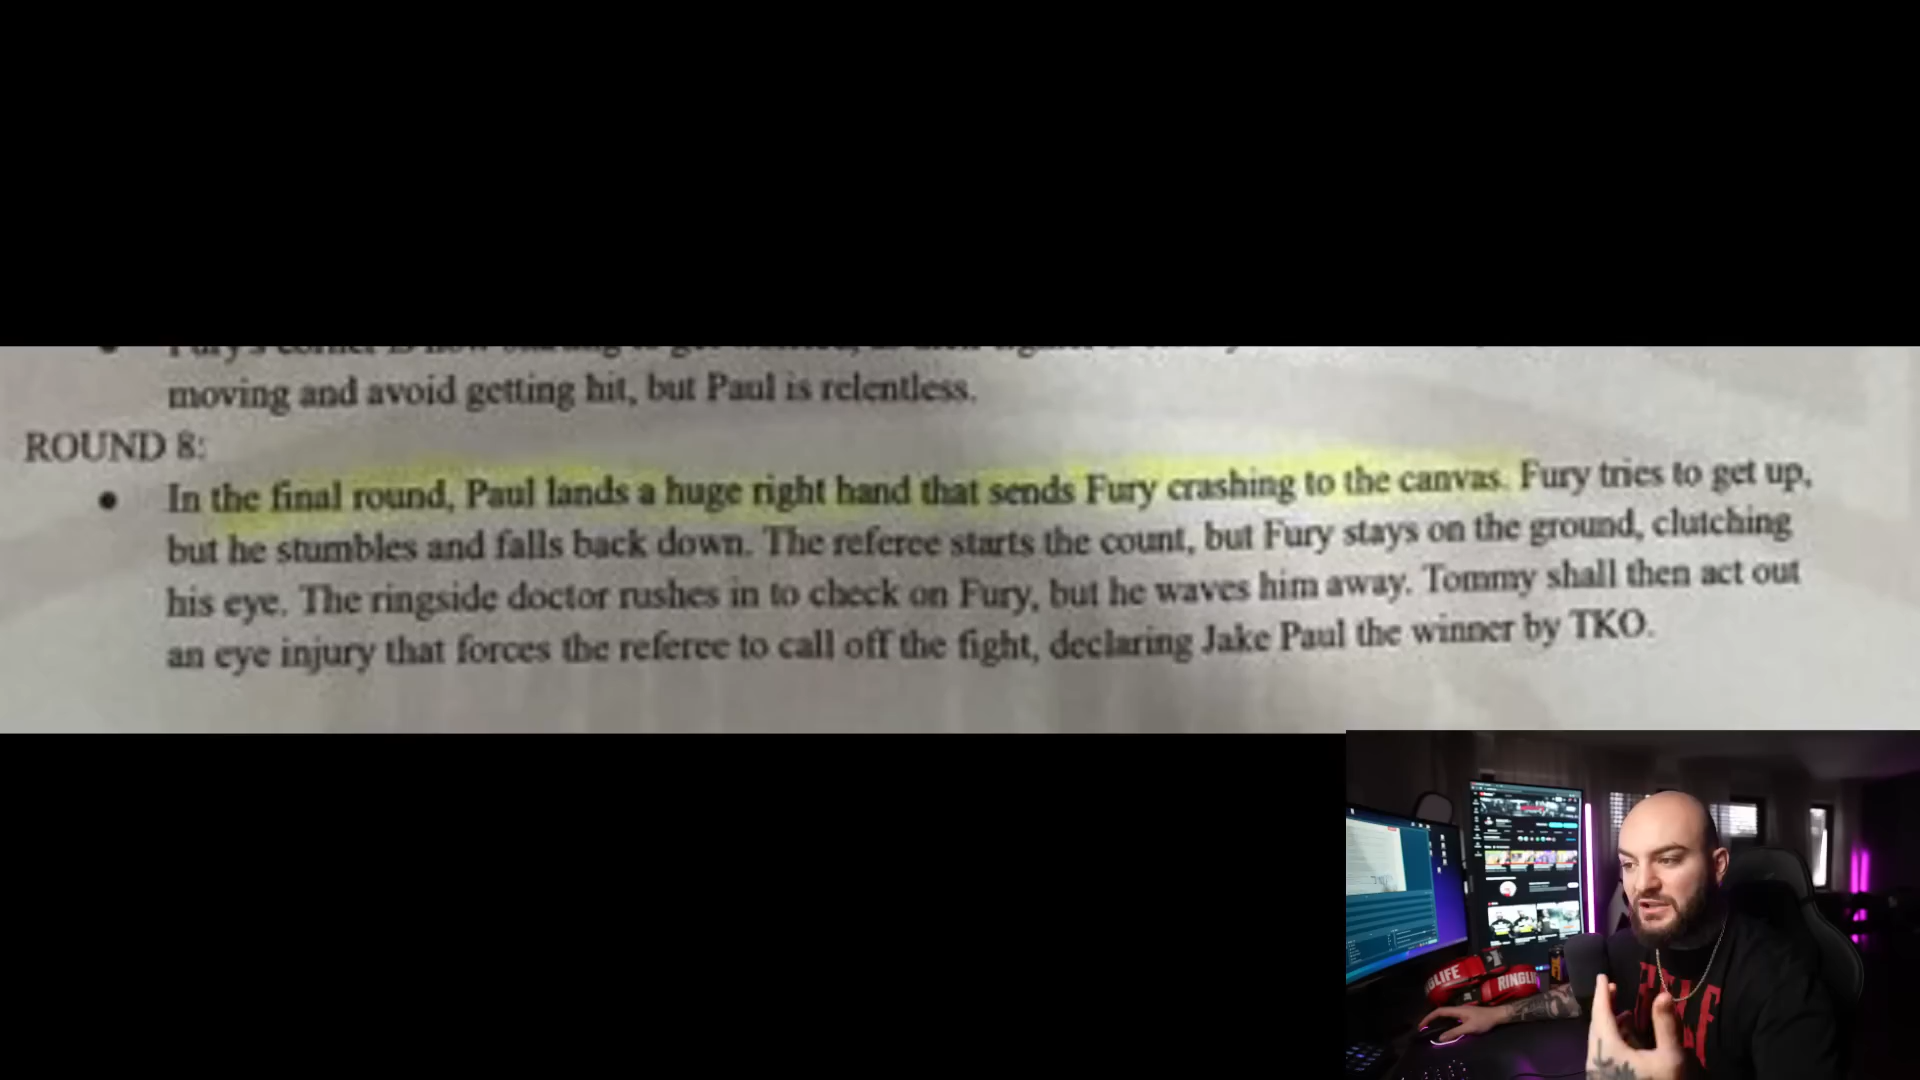 moving and avoid getting hit, but Paul is relentless.
ROUND 8:
• In the final round, Paul lands a huge right hand that sends Fury crashing to the canvas. Fury tries to get up,
but he stumbles and falls back down. The referee starts the count, but Fury stays on the ground, clutching
his eye. The ringside doctor rushes in to check on Fury, but he waves him away. Tommy shall then act out
an eye injury that forces the referee to call off the fight, declaring Jake Paul the winner by TKO.
GLIFE
RINGLI